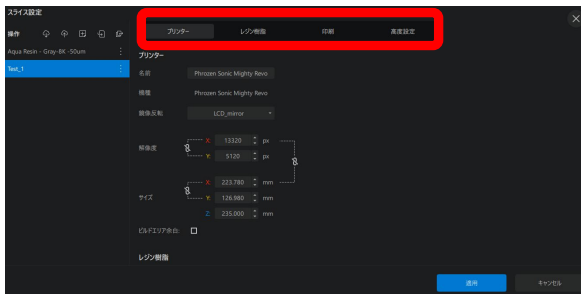 スライス設定
操作
プリンター レジン樹脂 印刷 高度設定
Aqua Resin - Gray-8K -50um
Test_1
プリンター
名前 Phrozen Sonic Mighty Revo
機種 Phrozen Sonic Mighty Revo
鏡像反転 LCD_mirror
解像度 X: 13320 px
Y: 5120 px
サイズ X: 223.780 mm
Y: 126.980 mm
Z: 235.000 mm
ビルドエリア余白:
レジン樹脂
適用 キャンセル